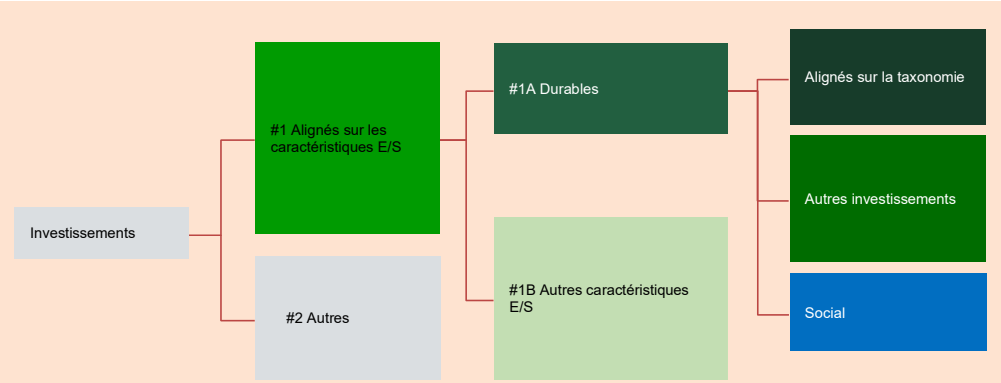 Investissements
#1 Alignés sur les
caractéristiques E/S
#2 Autres
#1A Durables
#1B Autres caractéristiques
E/S
Alignés sur la taxonomie
Autres investissements
Social